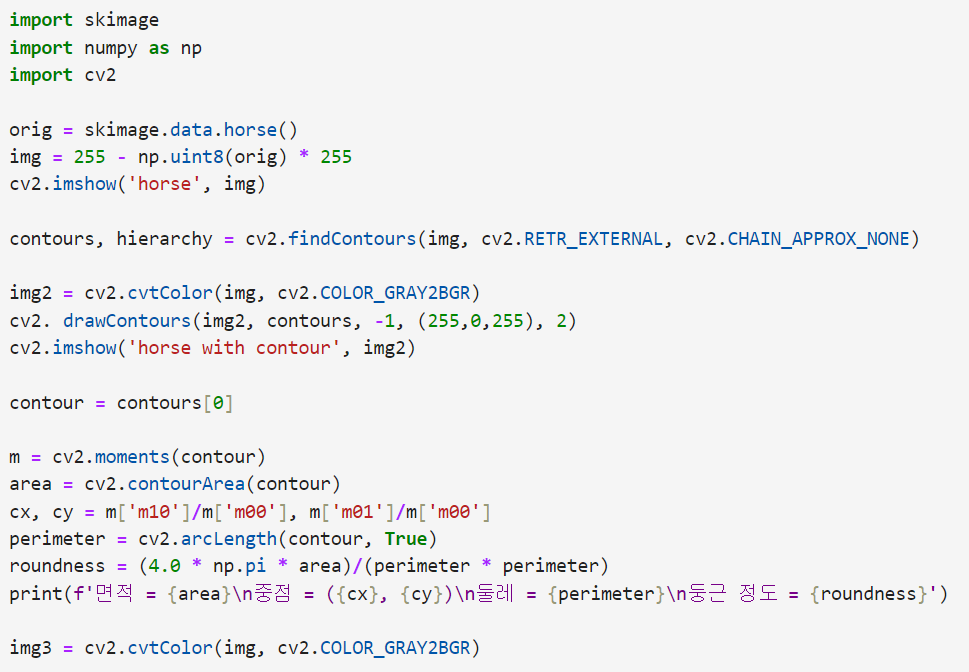 import skimage
import numpy as np
import cv2
orig = skimage.data.horse()
img = 255 - np.uint8(orig) * 255
cv2.imshow('horse', img)
contours, hierarchy = cv2.findContours(img, cv2.RETR_EXTERNAL, cv2.CHAIN_APPROX_NONE)
img2 = cv2.cvtColor(img, cv2.COLOR_GRAY2BGR)
cv2. drawContours(img2, contours, -1, (255,0,255), 2)
cv2.imshow('horse with contour', img2)
contour = contours[0]
m = cv2.moments(contour)
area = cv2.contourArea(contour)
cx, cy = m['m10']/m['m00'], m['m01']/m['m00']
perimeter = cv2.arcLength(contour, True)
roundness = (4.0 * np.pi * area)/(perimeter * perimeter)
print(f'면적 = {area}\n중점 = ({cx}, {cy})\n둘레 = {perimeter}\n둥근 정도 = {roundness}')
img3 = cv2.cvtColor(img, cv2.COLOR_GRAY2BGR)